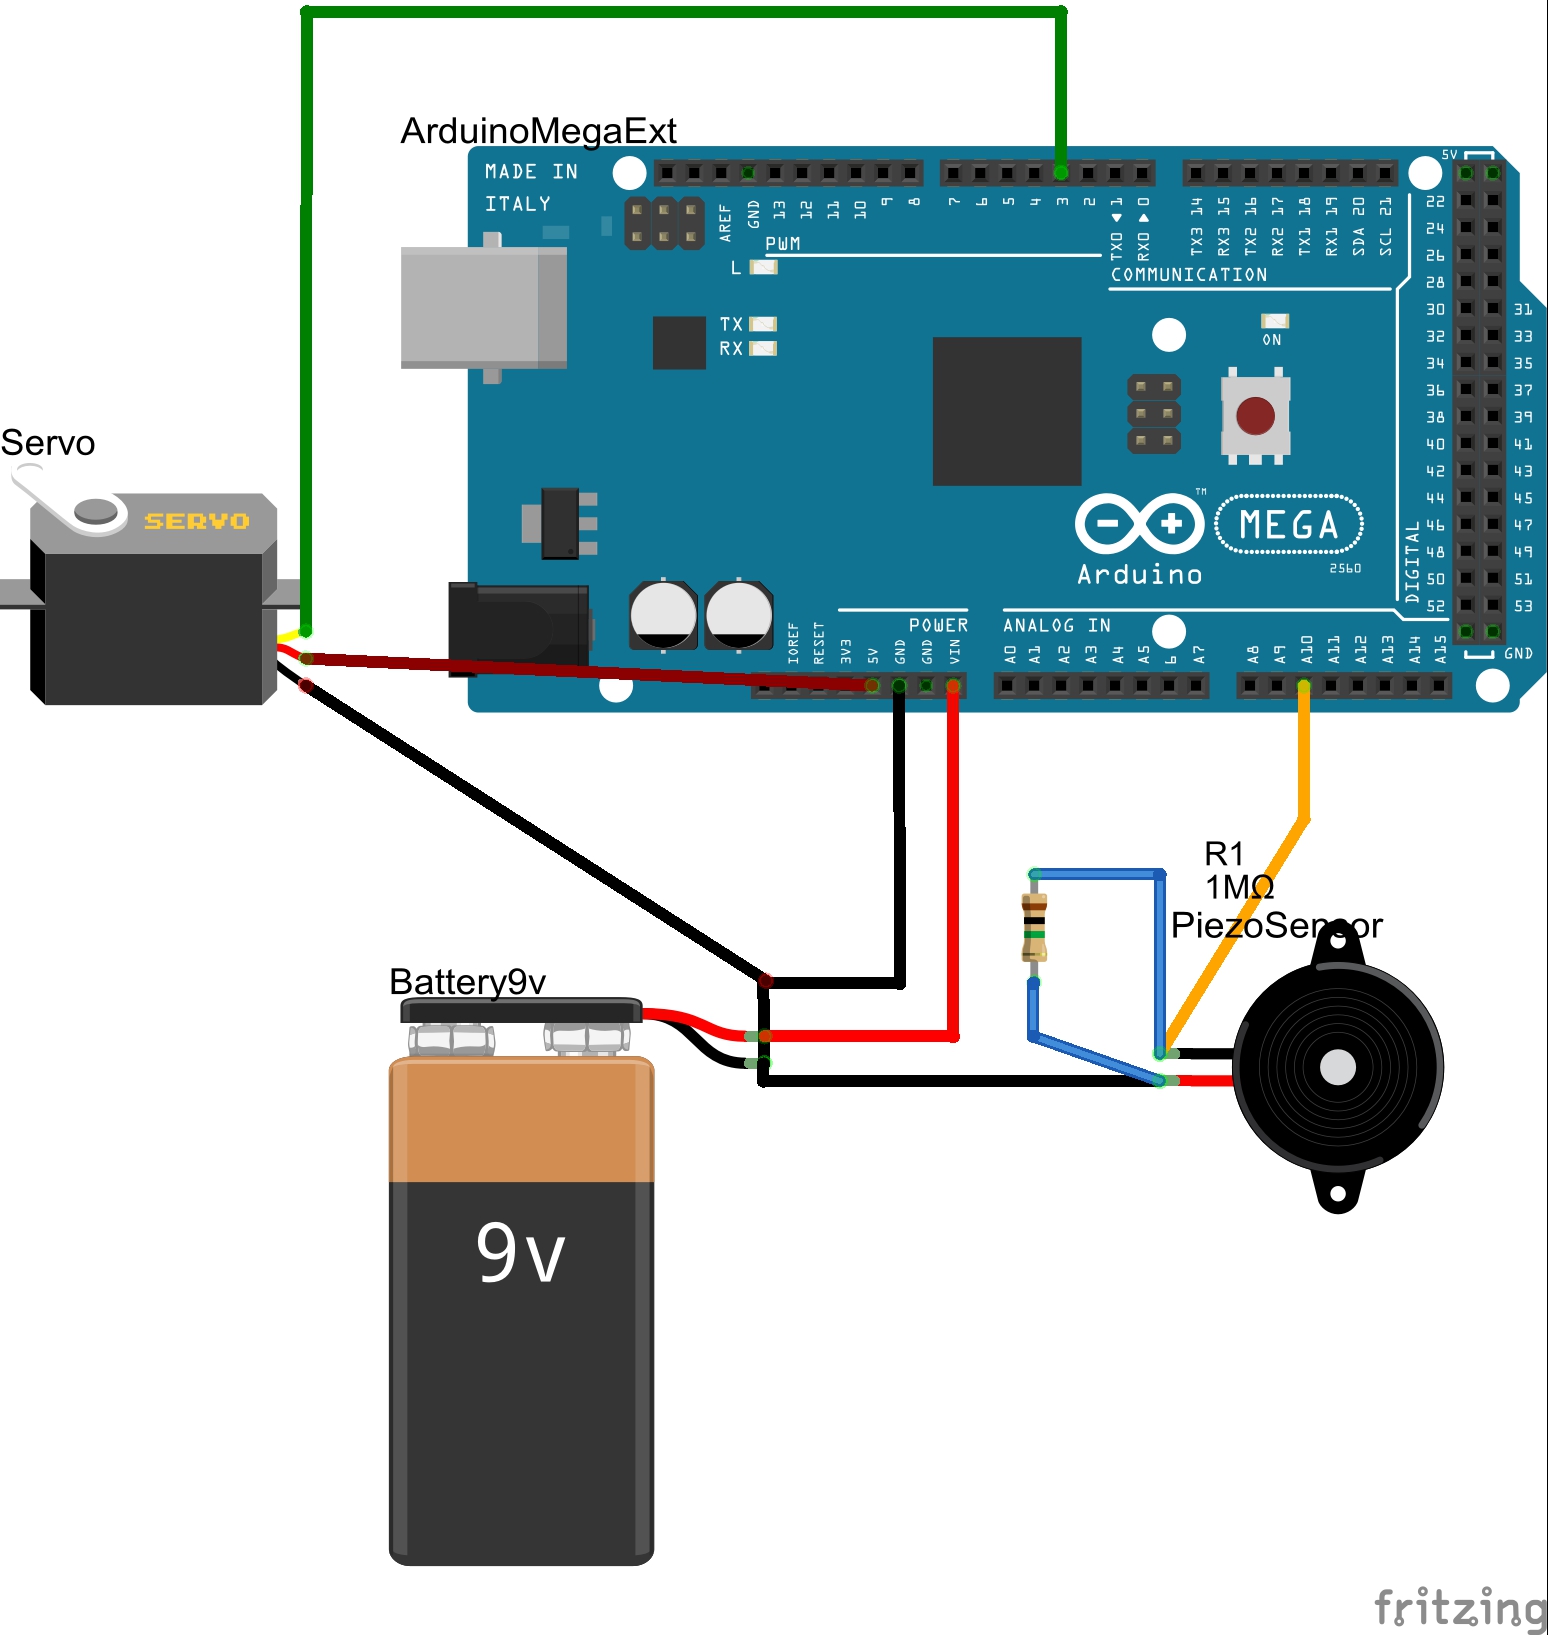 ArduinoMegaExt
MADE IN
ITALY
AREF
GND
13
12
11
10
9
8
7
6
5
4
3
2
TX0 ◀ 1
RX0 ▶ 0
TX3 14
RX3 15
TX2 16
RX2 17
TX1 18
RX1 19
SDA 20
SCL 21
5V
PWM
COMMUNICATION
L
TX
RX
ON
22
24
26
28
30 31
32 33
34 35
36 37
38 39
40 41
42 43
44 45
46 47
48 49
50 51
52 53
GND
DIGITAL
Servo
SERVO
TM
Arduino
MEGA
2560
POWER
ANALOG IN
IOREF
RESET
3V3
5V
GND
GND
VIN
A0
A1
A2
A3
A4
A5
6
A7
A8
A9
A10
A11
A12
A13
A14
A15
R1
1MΩ
PiezoSensor
Battery9v
9v
fritzing